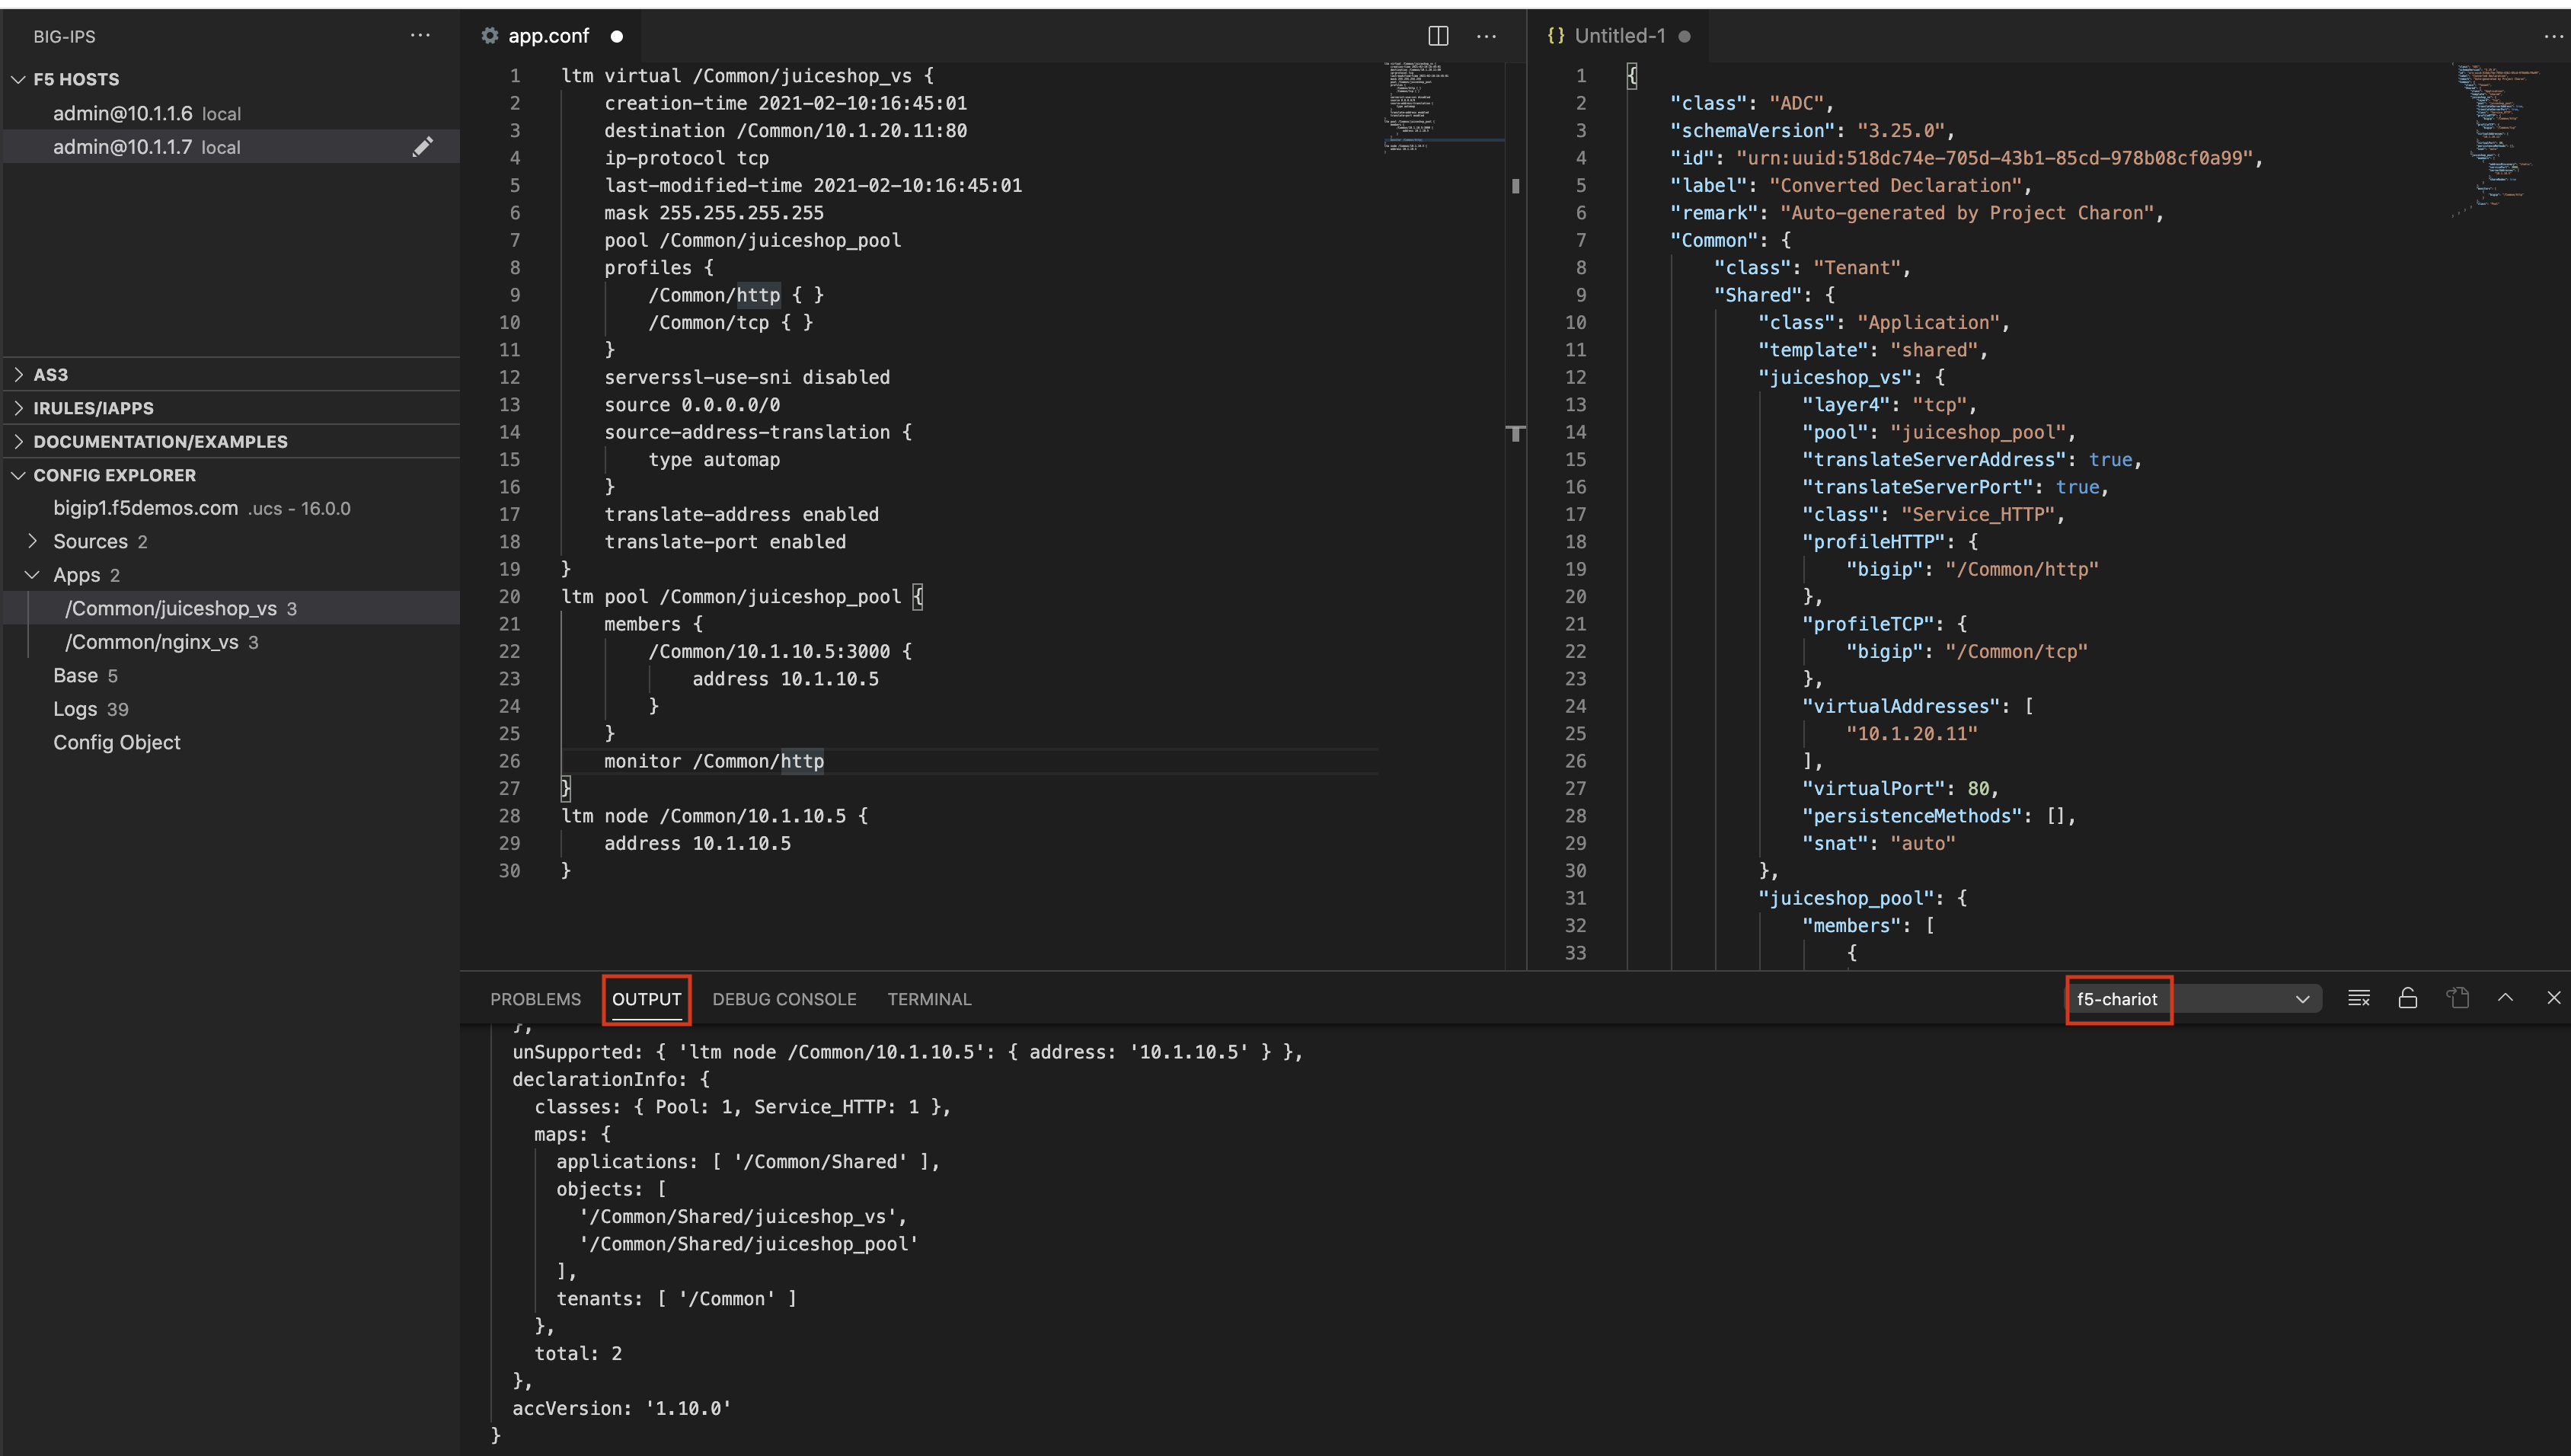 BIG-IPS
F5 HOSTS
admin@10.1.1.6 local
admin@10.1.1.7 local
AS3
IRULES/IAPPS
DOCUMENTATION/EXAMPLES
CONFIG EXPLORER
bigip1.f5demos.com .ucs - 16.0.0
Sources 2
Apps 2
/Common/juiceshop_vs 3
/Common/nginx_vs 3
Base 5
Logs 39
Config Object
app.conf
1 ltm virtual /Common/juiceshop_vs {
2 creation-time 2021-02-10:16:45:01
3 destination /Common/10.1.20.11:80
4 ip-protocol tcp
5 last-modified-time 2021-02-10:16:45:01
6 mask 255.255.255.255
7 pool /Common/juiceshop_pool
8 profiles {
9 /Common/http { }
10 /Common/tcp { }
11 }
12 serverssl-use-sni disabled
13 source 0.0.0.0/0
14 source-address-translation {
15 type automap
16 }
17 translate-address enabled
18 translate-port enabled
19 }
20 ltm pool /Common/juiceshop_pool {
21 members {
22 /Common/10.1.10.5:3000 {
23 address 10.1.10.5
24 }
25 }
26 monitor /Common/http
27 }
28 ltm node /Common/10.1.10.5 {
29 address 10.1.10.5
30 }
{} Untitled-1
1 {
2 "class": "ADC",
3 "schemaVersion": "3.25.0",
4 "id": "urn:uuid:518dc74e-705d-43b1-85cd-978b08cf0a99",
5 "label": "Converted Declaration",
6 "remark": "Auto-generated by Project Charon",
7 "Common": {
8 "class": "Tenant",
9 "Shared": {
10 "class": "Application",
11 "template": "shared",
12 "juiceshop_vs": {
13 "layer4": "tcp",
14 "pool": "juiceshop_pool",
15 "translateServerAddress": true,
16 "translateServerPort": true,
17 "class": "Service_HTTP",
18 "profileHTTP": {
19 "bigip": "/Common/http"
20 },
21 "profileTCP": {
22 "bigip": "/Common/tcp"
23 },
24 "virtualAddresses": [
25 "10.1.20.11"
26 ],
27 "virtualPort": 80,
28 "persistenceMethods": [],
29 "snat": "auto"
30 },
31 "juiceshop_pool": {
32 "members": [
33 {
PROBLEMS OUTPUT DEBUG CONSOLE TERMINAL f5-chariot
},
unSupported: { 'ltm node /Common/10.1.10.5': { address: '10.1.10.5' } },
declarationInfo: {
classes: { Pool: 1, Service_HTTP: 1 },
maps: {
applications: [ '/Common/Shared' ],
objects: [
'/Common/Shared/juiceshop_vs',
'/Common/Shared/juiceshop_pool'
],
tenants: [ '/Common' ]
},
total: 2
},
accVersion: '1.10.0'
}